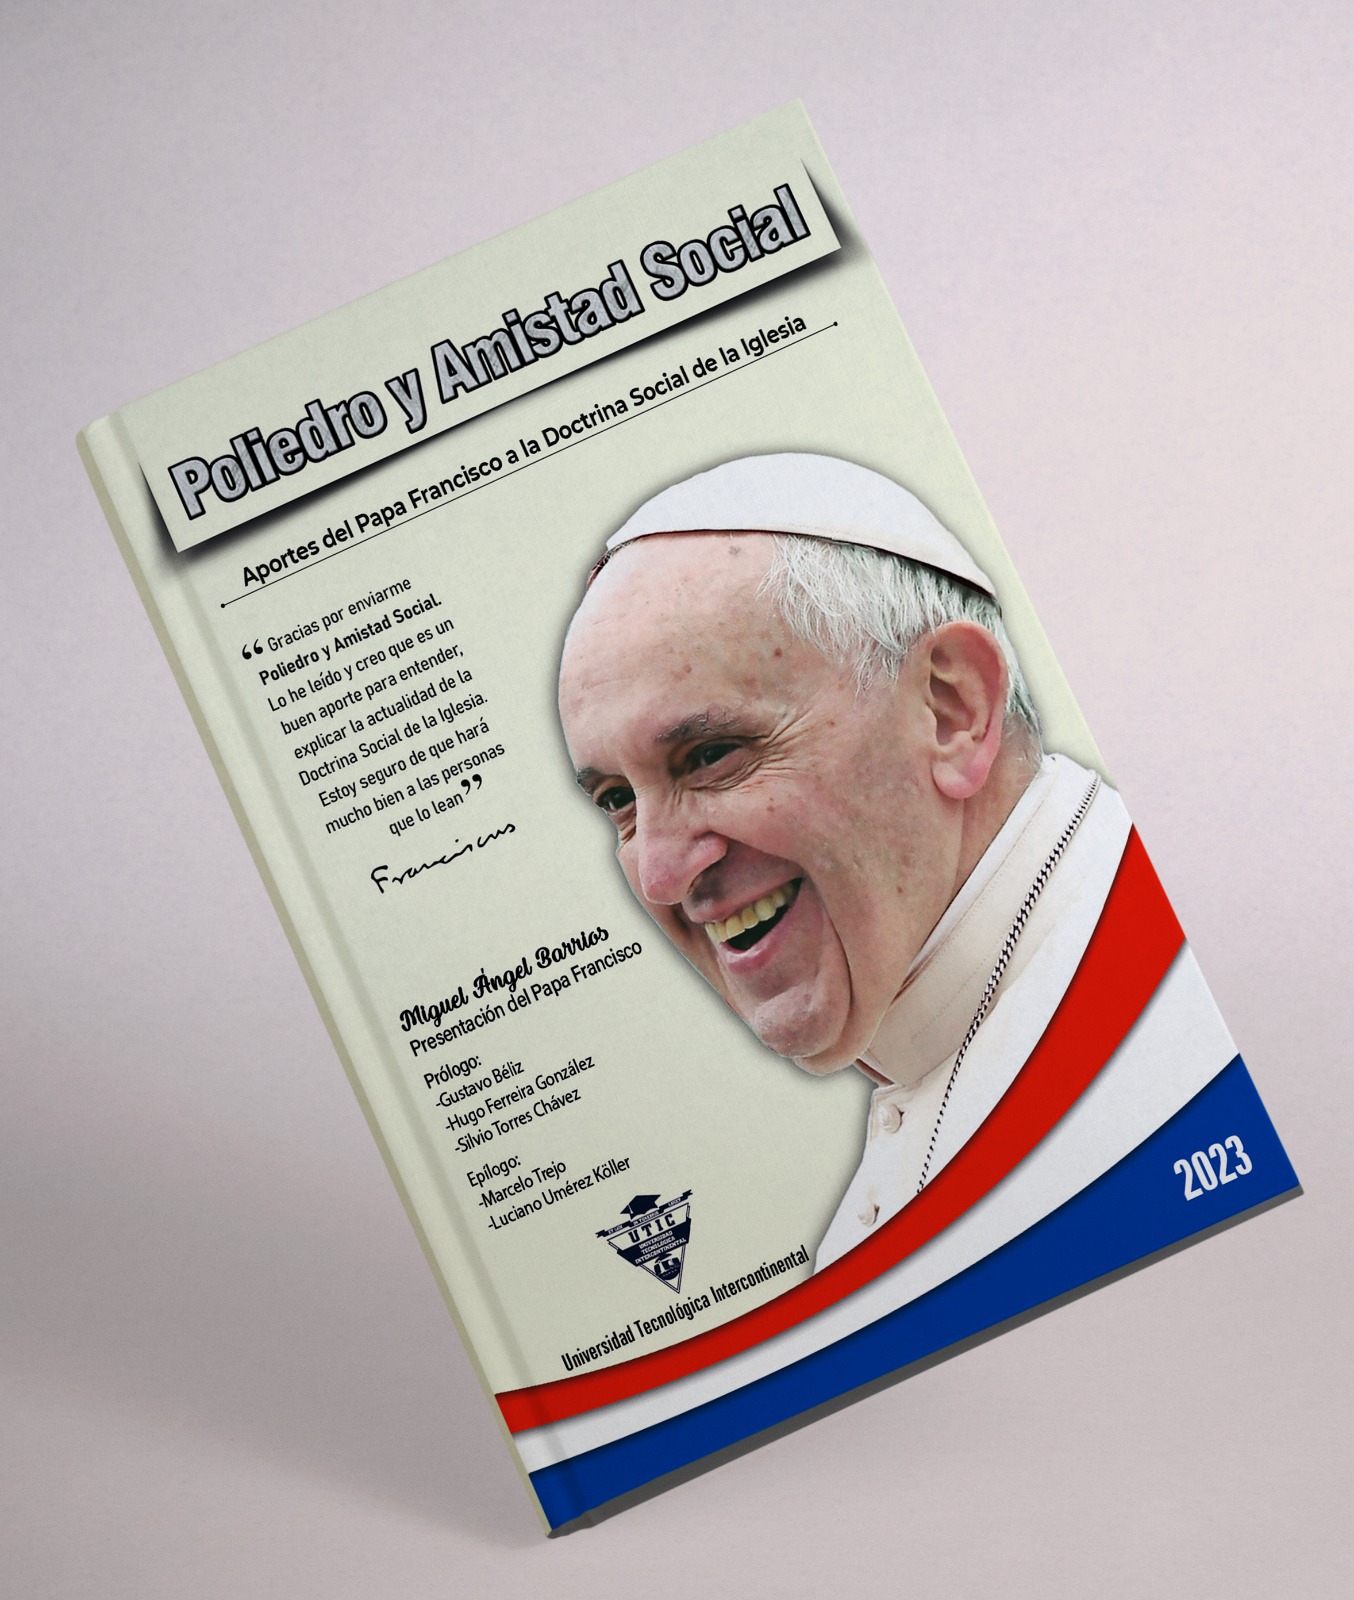 Poliedro y Amistad Social
Aportes del Papa Francisco a la Doctrina Social de la Iglesia
“ Gracias por enviarme
Poliedro y Amistad Social.
Lo he leído y creo que es un
buen aporte para entender,
explicar la actualidad de la
Doctrina Social de la Iglesia.
Estoy seguro de que hará
mucho bien a las personas
que lo lean”
Franciscus
Miguel Ángel Barrios
Presentación del Papa Francisco
Prólogo:
-Gustavo Béliz
-Hugo Ferreira González
-Silvio Torres Chávez
Epílogo:
-Marcelo Trejo
-Luciano Umérez Köller
UTIC
UNIVERSIDAD
TECNOLÓGICA
INTERCONTINENTAL
Universidad Tecnológica Intercontinental
2023